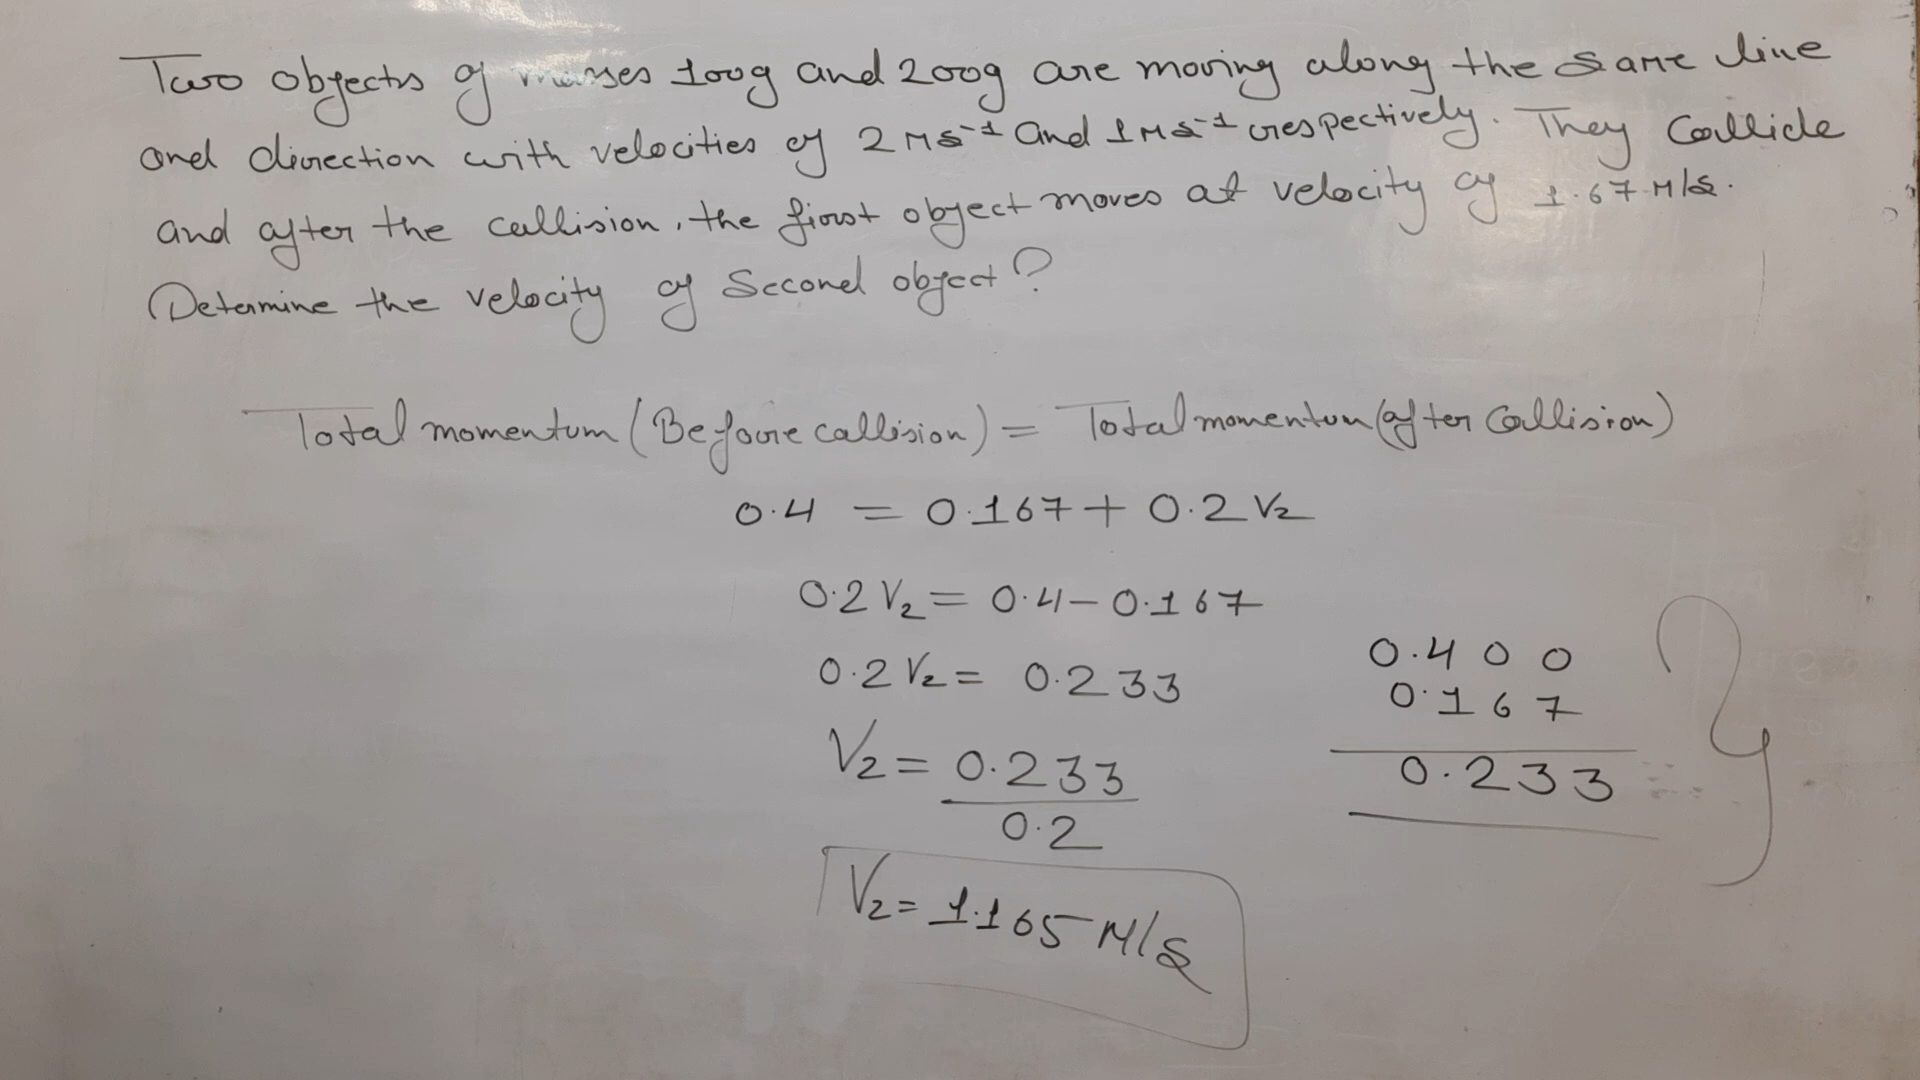 Two objects of masses 100g and 200g are moving along the same line
and direction with velocities of 2 ms⁻¹ and 1 ms⁻¹ respectively. They Collide
and after the collision, the first object moves at velocity of 1.67 M/s.
Determine the velocity of Second object?
Total momentum (Before collision) = Total momentum (after Collision)
0.4 = 0.167 + 0.2 V₂
0.2 V₂ = 0.4 - 0.167
0.2 V₂ = 0.233
V₂ = 0.233 / 0.2
V₂ = 1.165 M/s
0.400
0.167
0.233